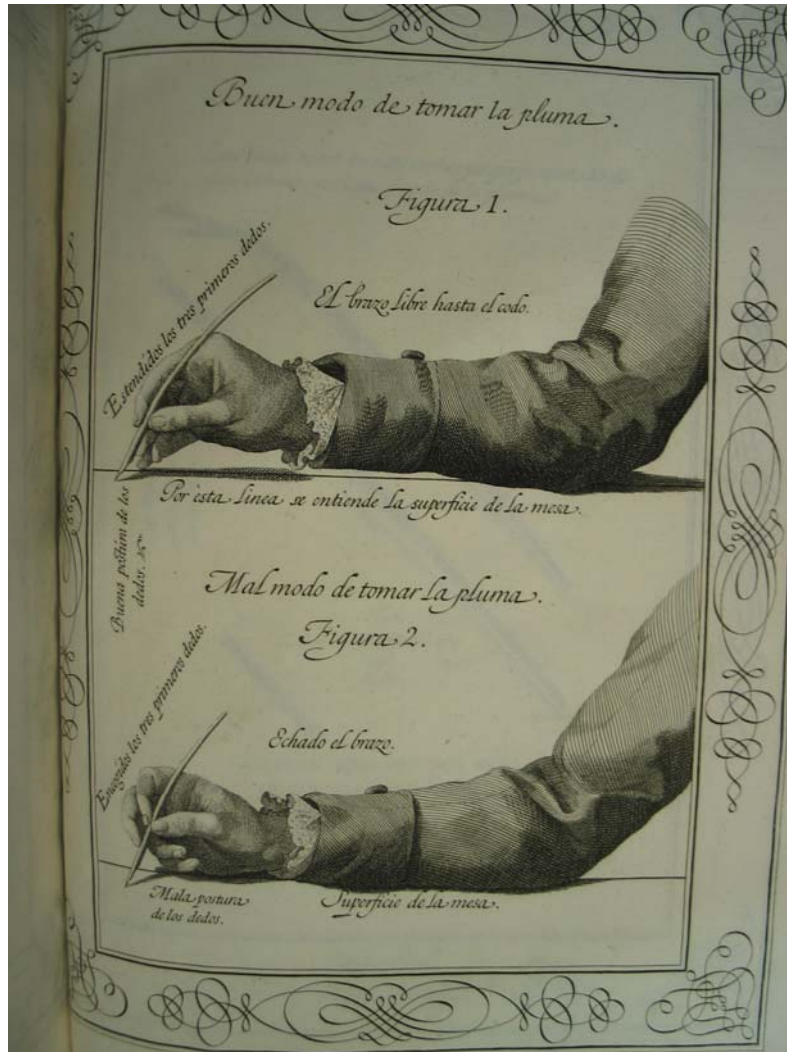 Buen modo de tomar la pluma.
Figura 1.
Estendidos los tres primeros dedos.
El brazo libre hasta el codo.
Por esta linea se entiende la superficie de la mesa.
Buena postura de los
dedos.
Mal modo de tomar la pluma.
Figura 2.
Encogidos los tres primeros dedos.
Echado el brazo.
Mala postura
de los dedos.
Superficie de la mesa.